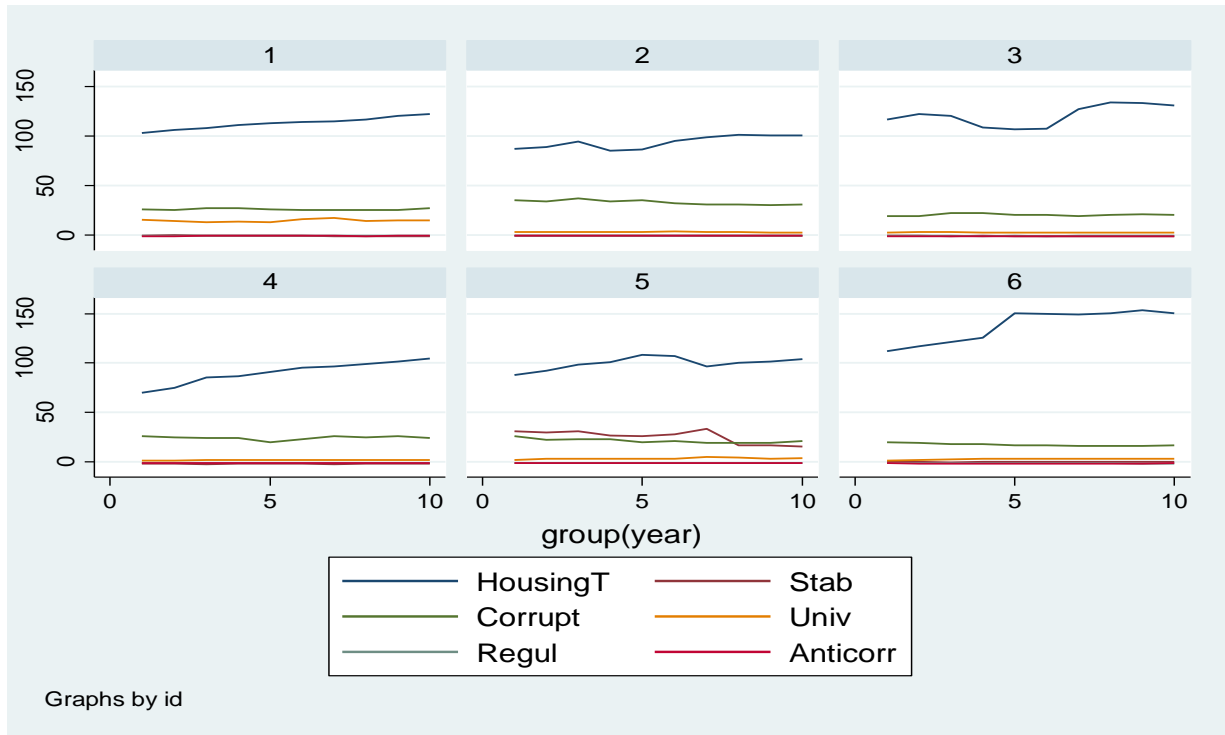 1 2 3
150
100
50
0
4 5 6
150
100
50
0
0 5 10 0 5 10 0 5 10
group(year)
HousingT Stab
Corrupt Univ
Regul Anticorr
Graphs by id